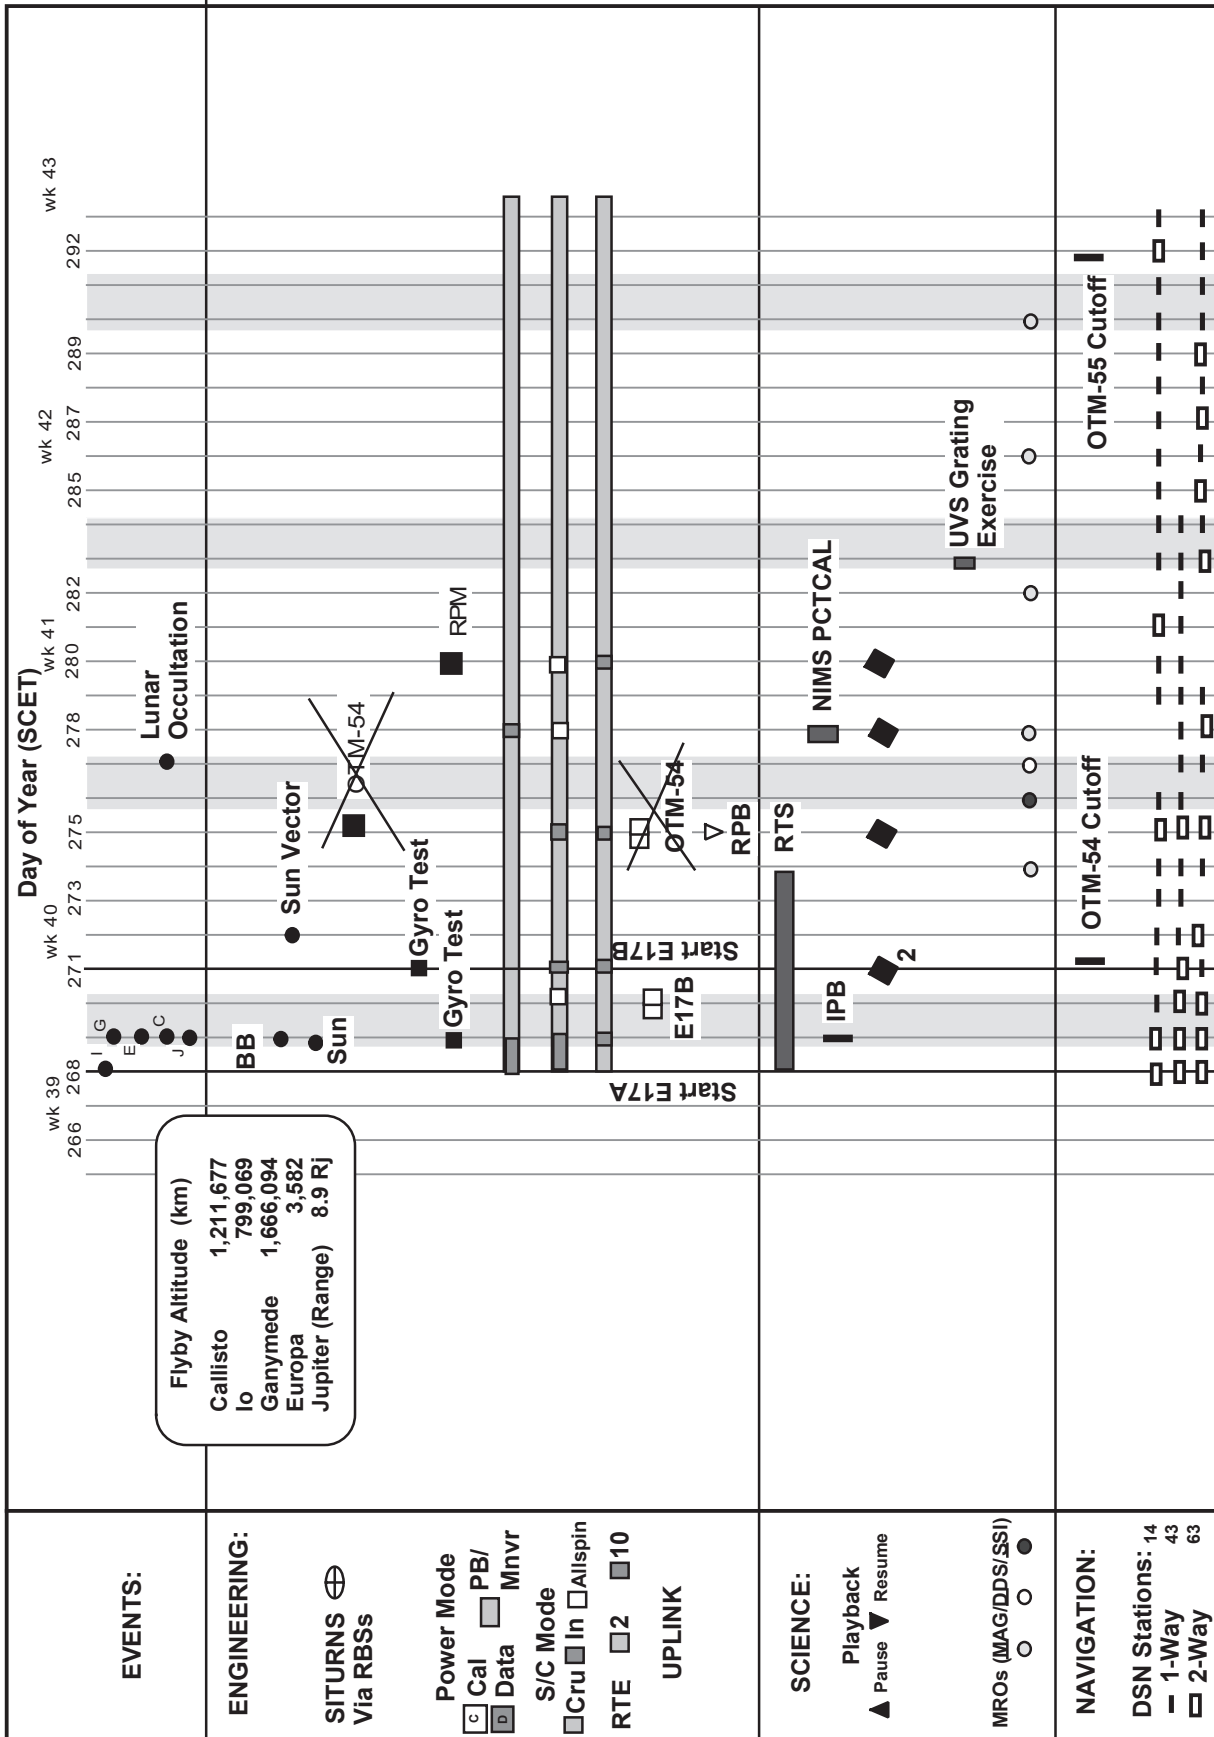 Day of Year (SCET)
wk 39
wk 40
wk 41
wk 42
wk 43
266
268
271
273
275
278
280
282
285
287
289
292
EVENTS:
I
G
E
C
J
Lunar
Occultation
Flyby Altitude (km)
Callisto 1,211,677
Io 799,069
Ganymede 1,666,094
Europa 3,582
Jupiter (Range) 8.9 Rj
ENGINEERING:
SITURNS
Via RBSs
BB
Sun
Sun Vector
OTM-54
Gyro Test
Gyro Test
RPM
Power Mode
C Cal
PB/
Mnvr
D Data
S/C Mode
Cru In Allspin
RTE 2 10
UPLINK
Start E17A
E17B
Start E17B
OTM-54
RPB
SCIENCE:
RTS
IPB
NIMS PCTCAL
Playback
Pause Resume
2
UVS Grating
Exercise
MROs (MAG/DDS/SSI)
NAVIGATION:
OTM-54 Cutoff
OTM-55 Cutoff
DSN Stations: 14
1-Way 43
2-Way 63